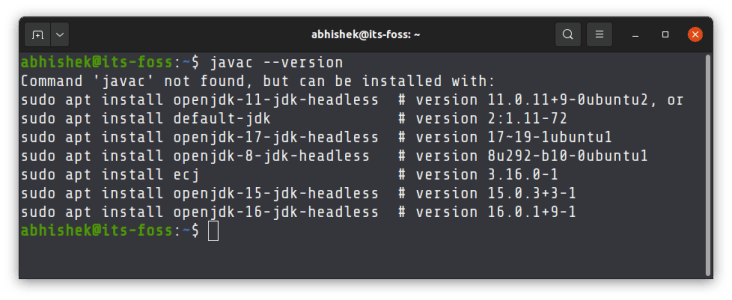 abhishek@its-foss: ~
abhishek@its-foss:~$ javac --version
Command 'javac' not found, but can be installed with:
sudo apt install openjdk-11-jdk-headless  # version 11.0.11+9-0ubuntu2, or
sudo apt install default-jdk              # version 2:1.11-72
sudo apt install openjdk-17-jdk-headless  # version 17~19-1ubuntu1
sudo apt install openjdk-8-jdk-headless   # version 8u292-b10-0ubuntu1
sudo apt install ecj                      # version 3.16.0-1
sudo apt install openjdk-15-jdk-headless  # version 15.0.3+3-1
sudo apt install openjdk-16-jdk-headless  # version 16.0.1+9-1
abhishek@its-foss:~$